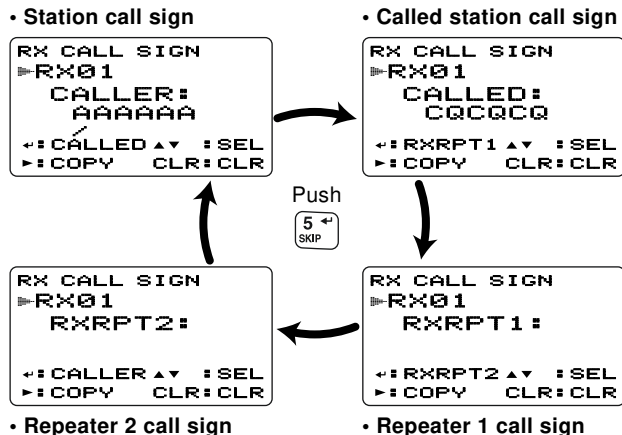 • Station call sign
RX CALL SIGN
RX01
CALLER:
AAAAAA
↵:CALLED ▲▼ :SEL
►:COPY CLR:CLR
• Called station call sign
RX CALL SIGN
RX01
CALLED:
CQCQCQ
↵:RXRPT1 ▲▼ :SEL
►:COPY CLR:CLR
Push
5 ↵
SKIP
RX CALL SIGN
RX01
RXRPT2:
↵:CALLER ▲▼ :SEL
►:COPY CLR:CLR
• Repeater 2 call sign
RX CALL SIGN
RX01
RXRPT1:
↵:RXRPT2 ▲▼ :SEL
►:COPY CLR:CLR
• Repeater 1 call sign